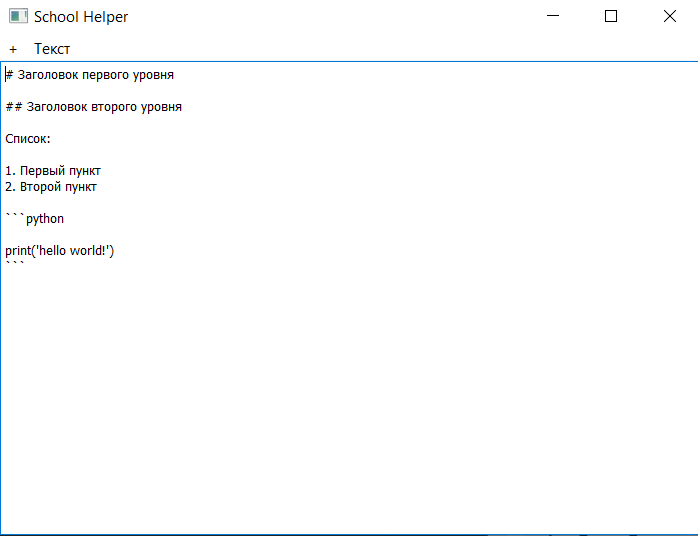 School Helper
+ Текст
# Заголовок первого уровня
## Заголовок второго уровня
Список:
1. Первый пункт
2. Второй пункт
```python
print('hello world!')
```